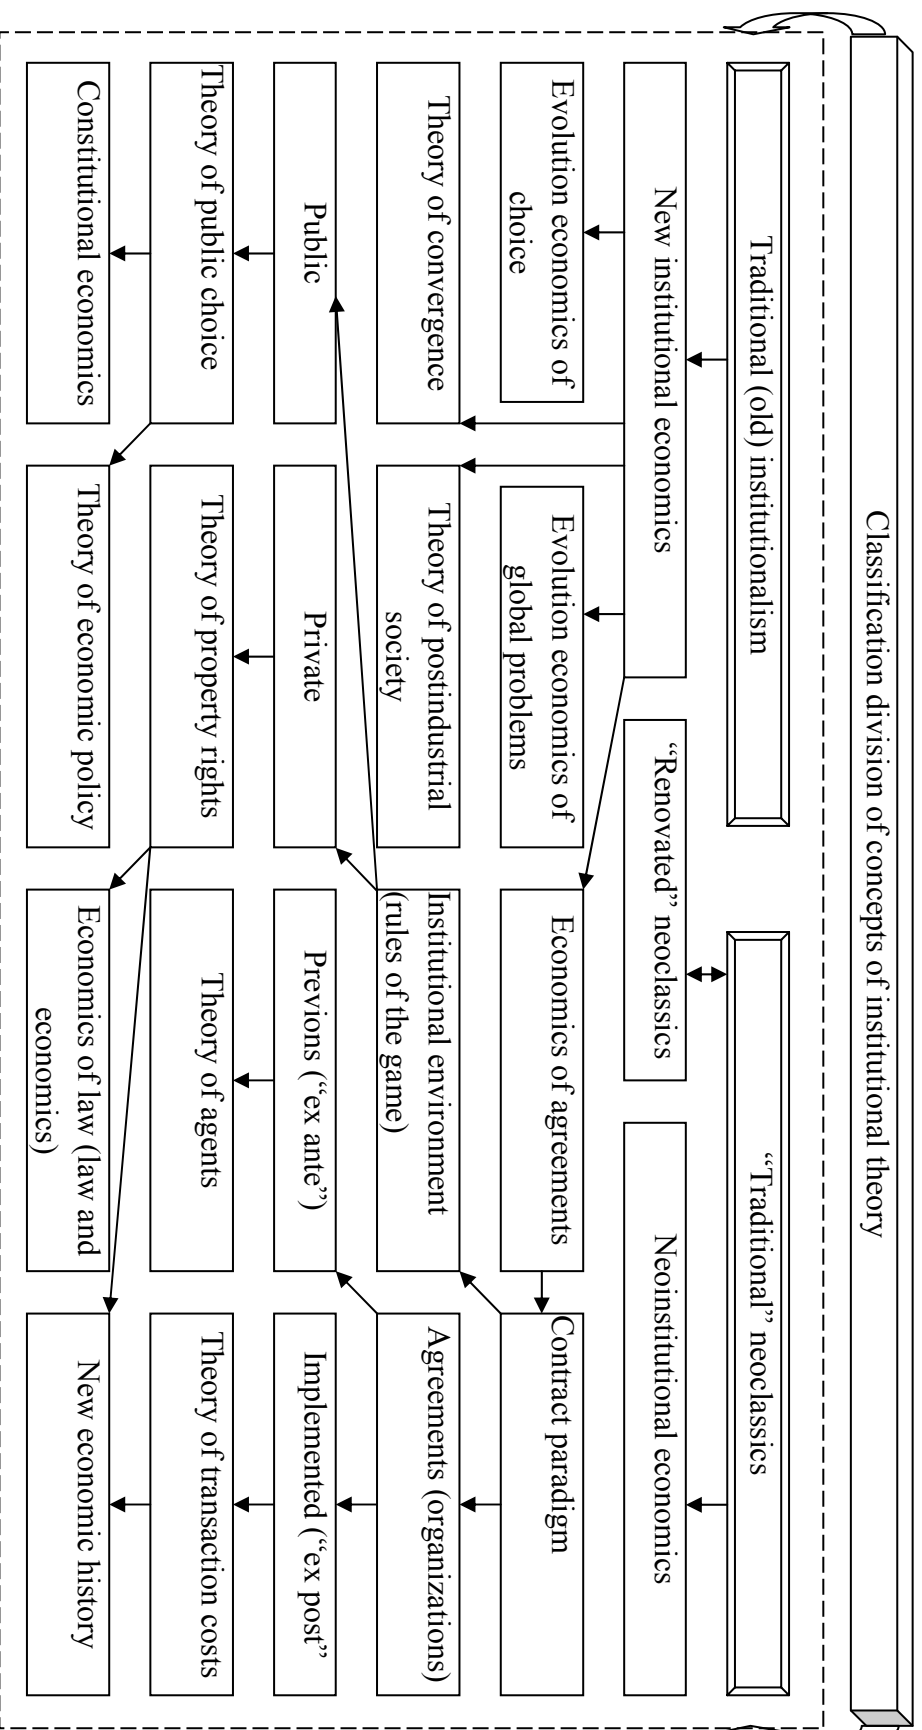 Classification division of concepts of institutional theory
Traditional (old) institutionalism
“Traditional” neoclassics
New institutional economics
“Renovated” neoclassics
Neoinstitutional economics
Evolution economics of
choice
Evolution economics of
global problems
Economics of agreements
Contract paradigm
Theory of convergence
Theory of postindustrial
society
Institutional environment
(rules of the game)
Agreements (organizations)
Public
Private
Previons (“ex ante”)
Implemented (“ex post”
Theory of public choice
Theory of property rights
Theory of agents
Theory of transaction costs
Constitutional economics
Theory of economic policy
Economics of law (law and
economics)
New economic history